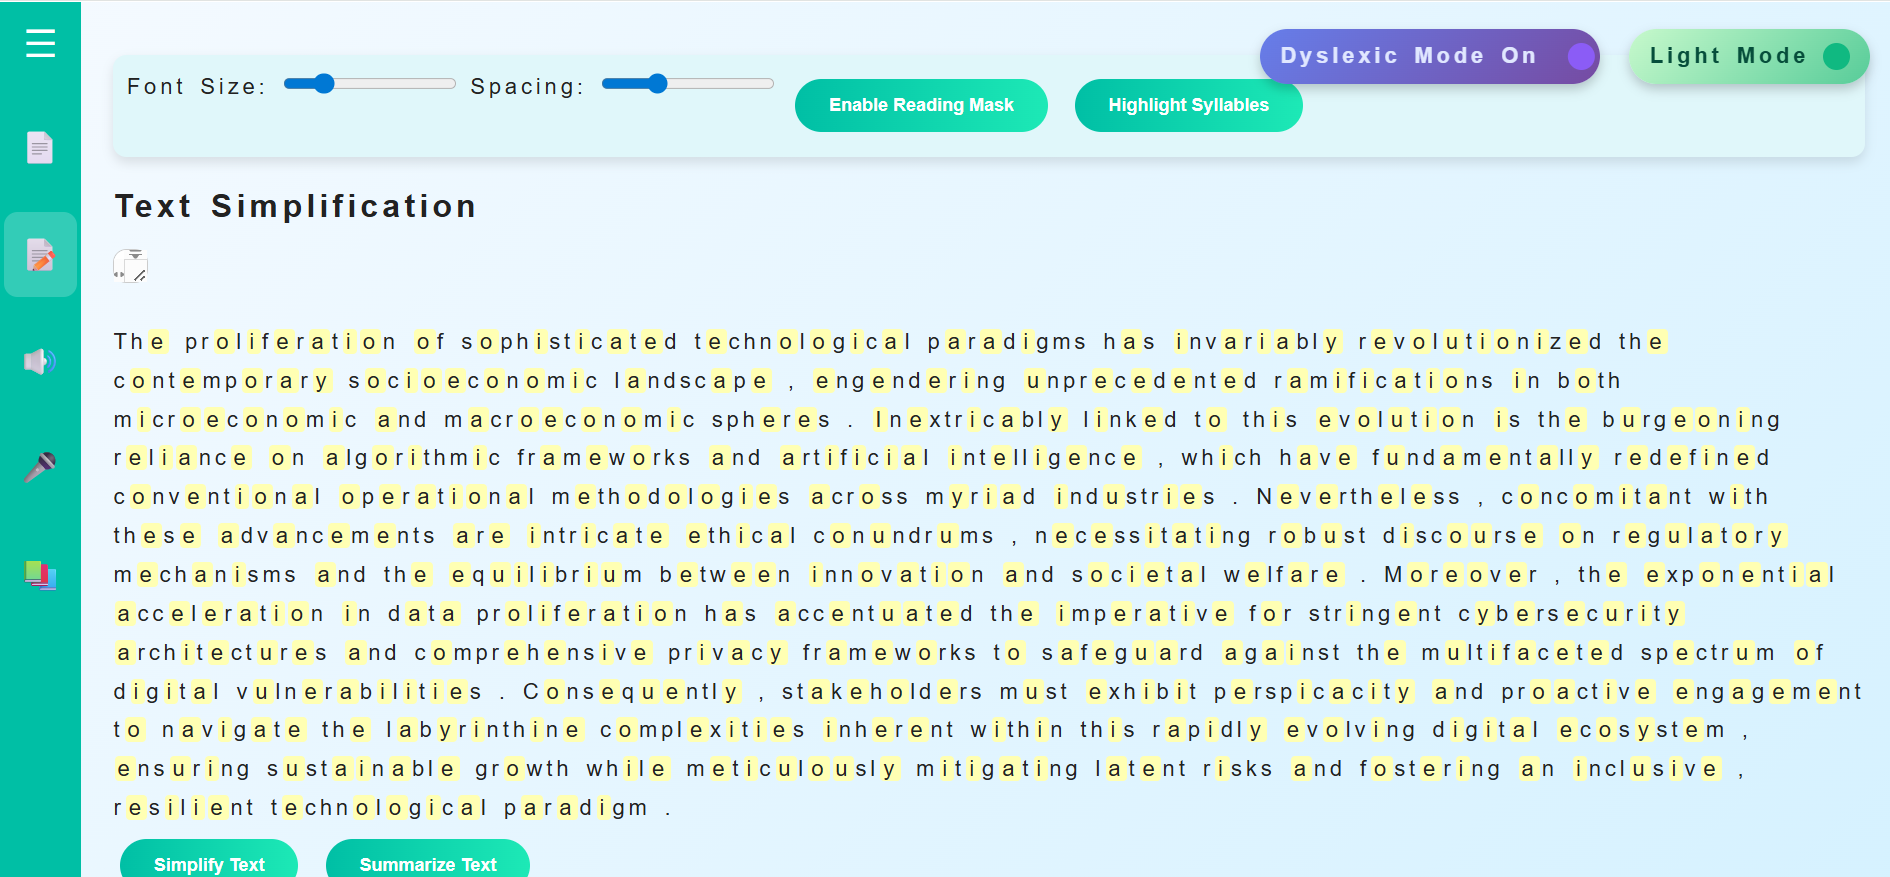 Dyslexic Mode On
Light Mode
Font Size:
Spacing:
Enable Reading Mask
Highlight Syllables
Text Simplification
The proliferation of sophisticated technological paradigms has invariably revolutionized the
contemporary socioeconomic landscape , engendering unprecedented ramifications in both
microeconomic and macroeconomic spheres . Inextricably linked to this evolution is the burgeoning
reliance on algorithmic frameworks and artificial intelligence , which have fundamentally redefined
conventional operational methodologies across myriad industries . Nevertheless , concomitant with
these advancements are intricate ethical conundrums , necessitating robust discourse on regulatory
mechanisms and the equilibrium between innovation and societal welfare . Moreover , the exponential
acceleration in data proliferation has accentuated the imperative for stringent cybersecurity
architectures and comprehensive privacy frameworks to safeguard against the multifaceted spectrum of
digital vulnerabilities . Consequently , stakeholders must exhibit perspicacity and proactive engagement
to navigate the labyrinthine complexities inherent within this rapidly evolving digital ecosystem ,
ensuring sustainable growth while meticulously mitigating latent risks and fostering an inclusive ,
resilient technological paradigm .
Simplify Text
Summarize Text